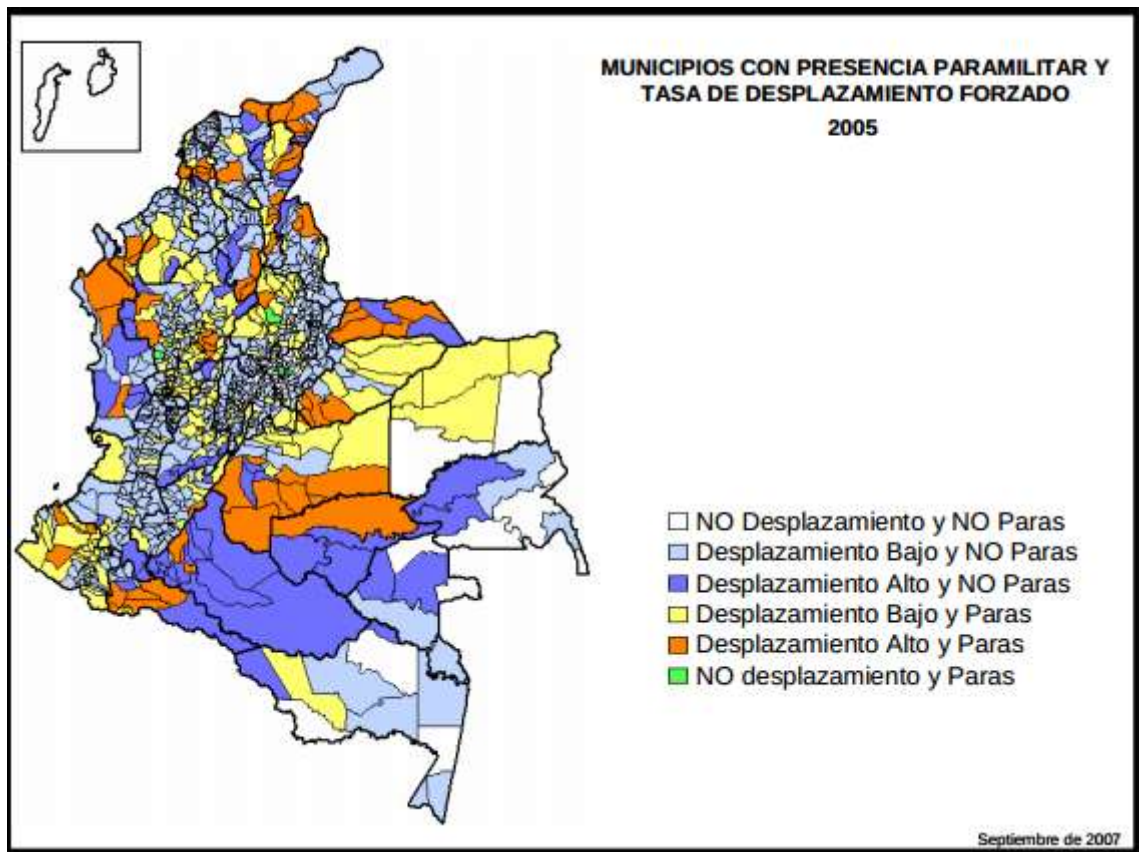 MUNICIPIOS CON PRESENCIA PARAMILITAR Y
TASA DE DESPLAZAMIENTO FORZADO
2005
NO Desplazamiento y NO Paras
Desplazamiento Bajo y NO Paras
Desplazamiento Alto y NO Paras
Desplazamiento Bajo y Paras
Desplazamiento Alto y Paras
NO desplazamiento y Paras
Septiembre de 2007